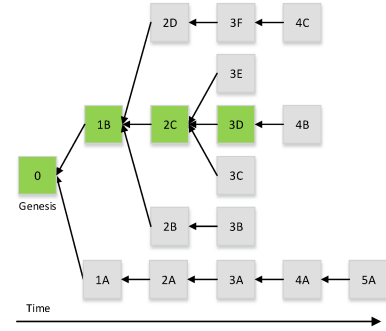 2D 3F 4C
3E
1B 2C 3D 4B
0 3C
Genesis
2B 3B
1A 2A 3A 4A 5A
Time